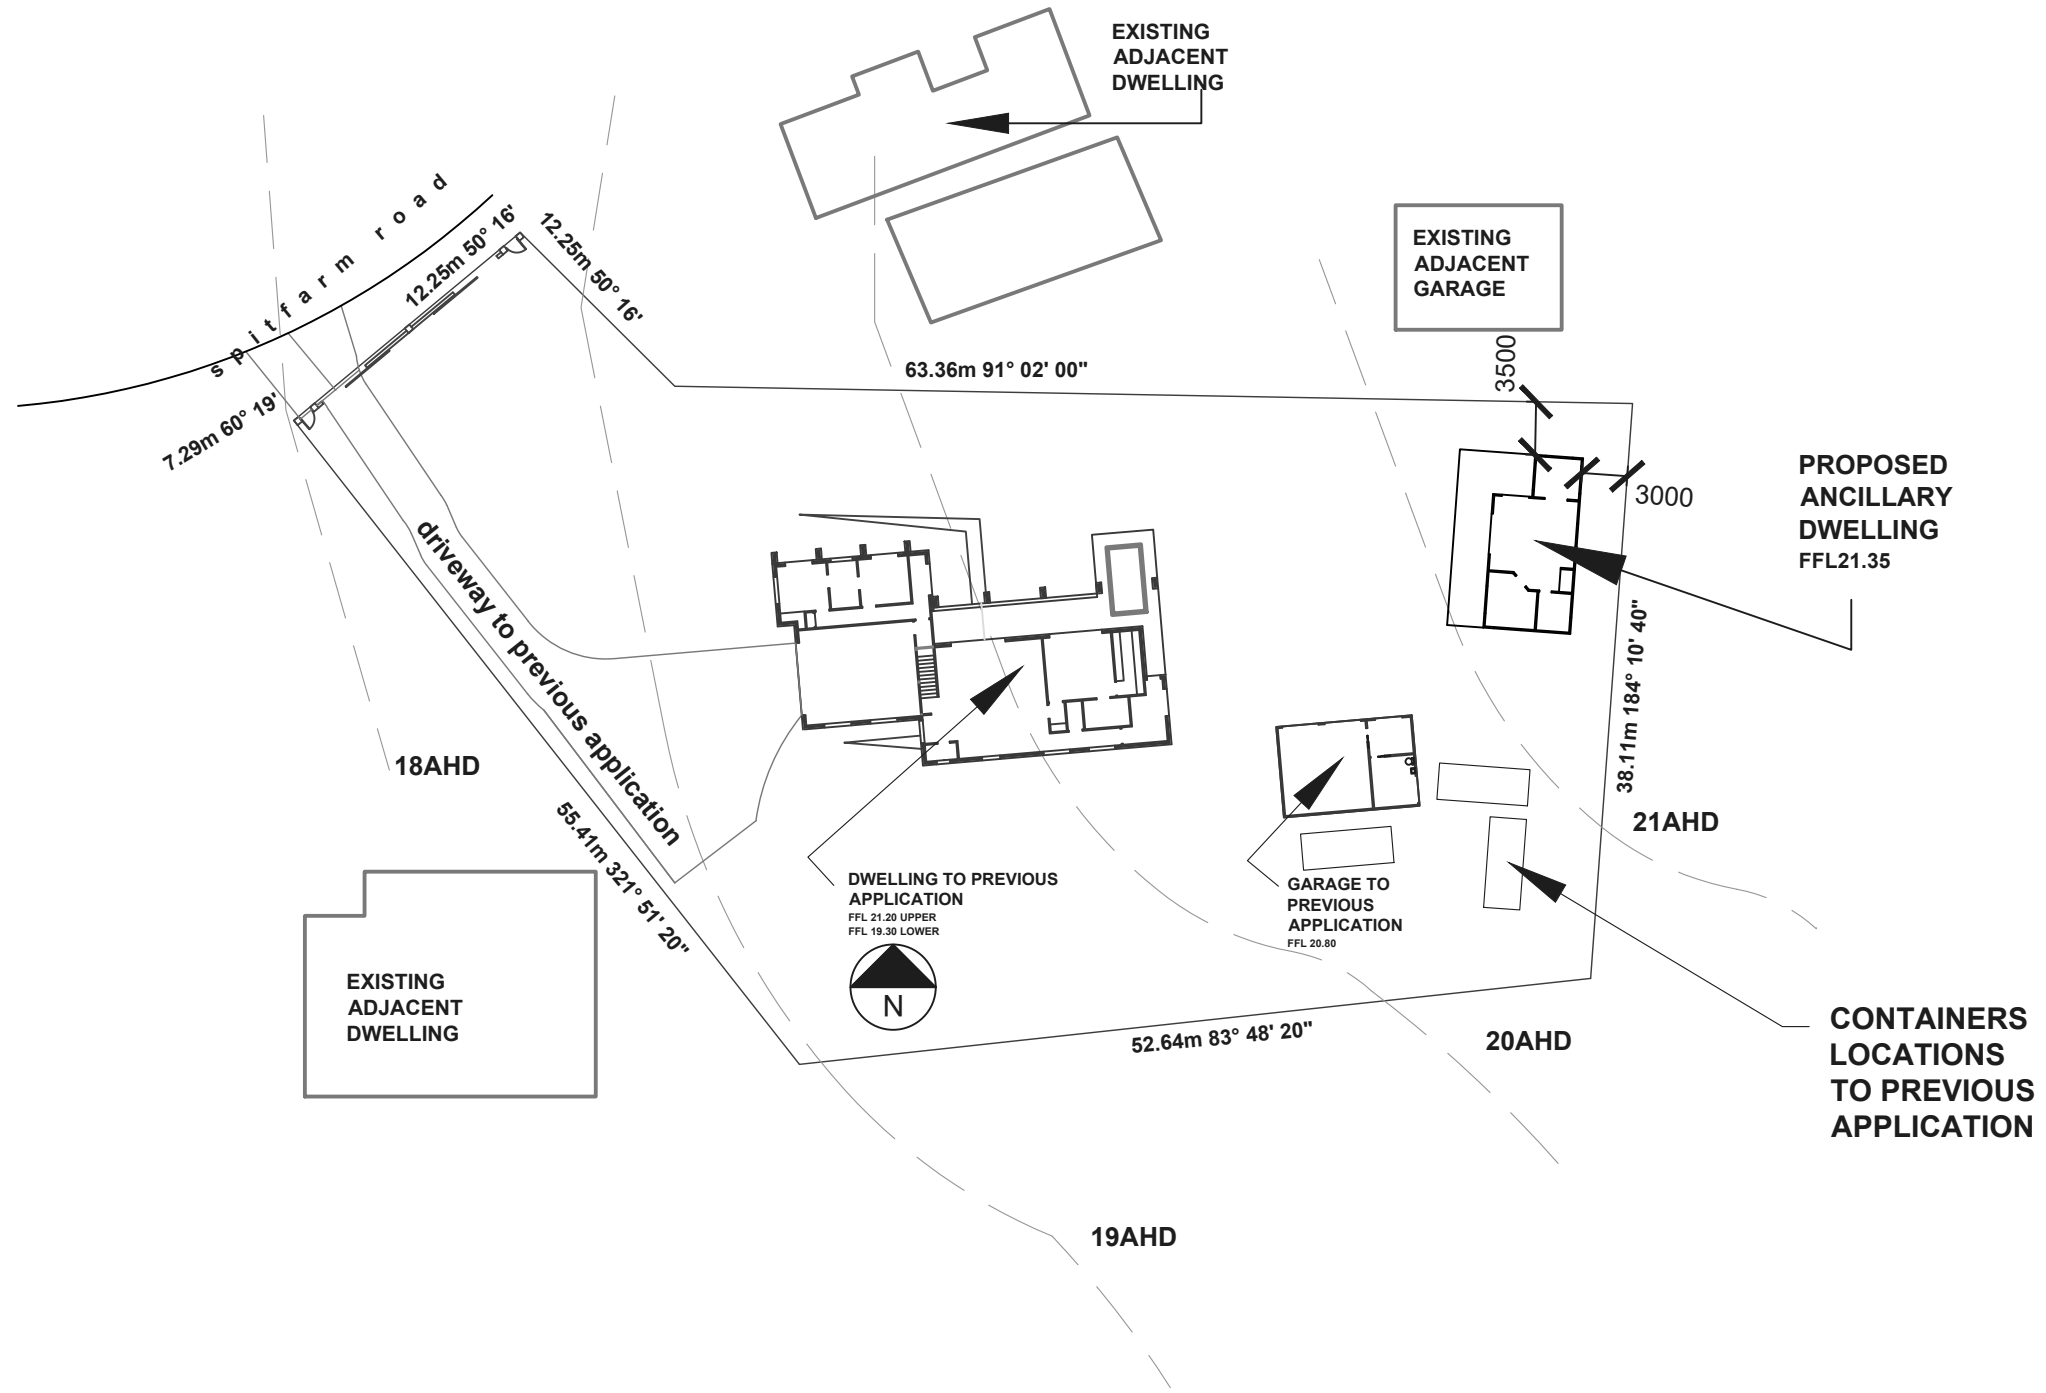 EXISTING
ADJACENT
DWELLING
spitfarm road
12.25m 50° 16'
12.25m 50° 16'
7.29m 60° 19'
EXISTING
ADJACENT
GARAGE
3500
63.36m 91° 02' 00"
PROPOSED
ANCILLARY
DWELLING
FFL21.35
3000
driveway to previous application
38.11m 184° 10' 40"
18AHD
21AHD
55.41m 321° 51' 20"
DWELLING TO PREVIOUS
APPLICATION
FFL 21.20 UPPER
FFL 19.30 LOWER
GARAGE TO
PREVIOUS
APPLICATION
FFL 20.80
N
EXISTING
ADJACENT
DWELLING
52.64m 83° 48' 20"
20AHD
CONTAINERS
LOCATIONS
TO PREVIOUS
APPLICATION
19AHD